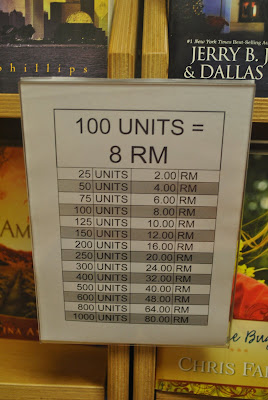 phillips
#1 New York Times Best-Selling
JERRY B. J
& DALLAS
100 UNITS =
8 RM
25 UNITS 2.00 RM
50 UNITS 4.00 RM
75 UNITS 6.00 RM
100 UNITS 8.00 RM
125 UNITS 10.00 RM
150 UNITS 12.00 RM
200 UNITS 16.00 RM
250 UNITS 20.00 RM
300 UNITS 24.00 RM
400 UNITS 32.00 RM
500 UNITS 40.00 RM
600 UNITS 48.00 RM
800 UNITS 64.00 RM
1000 UNITS 80.00 RM
AM
INA A
CHRIS FA